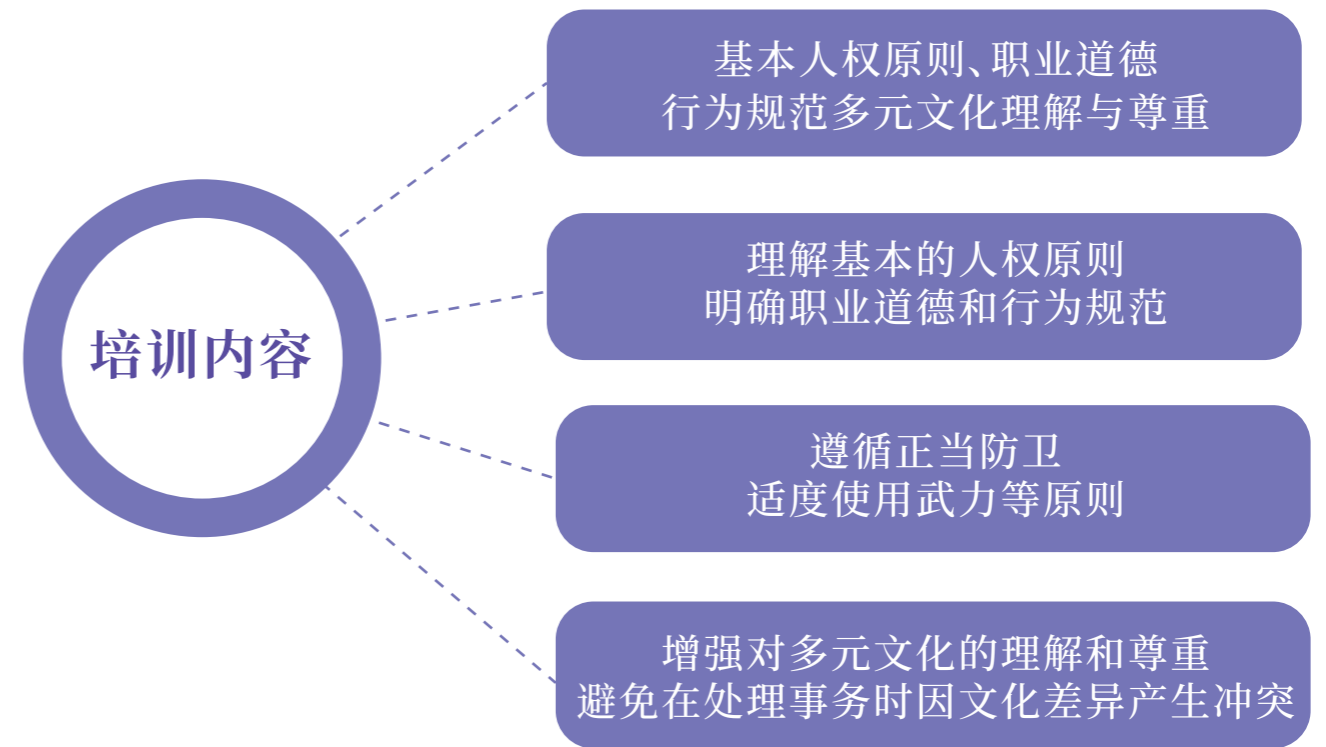 培训内容
基本人权原则、职业道德
行为规范多元文化理解与尊重
理解基本的人权原则
明确职业道德和行为规范
遵循正当防卫
适度使用武力等原则
增强对多元文化的理解和尊重
避免在处理事务时因文化差异产生冲突